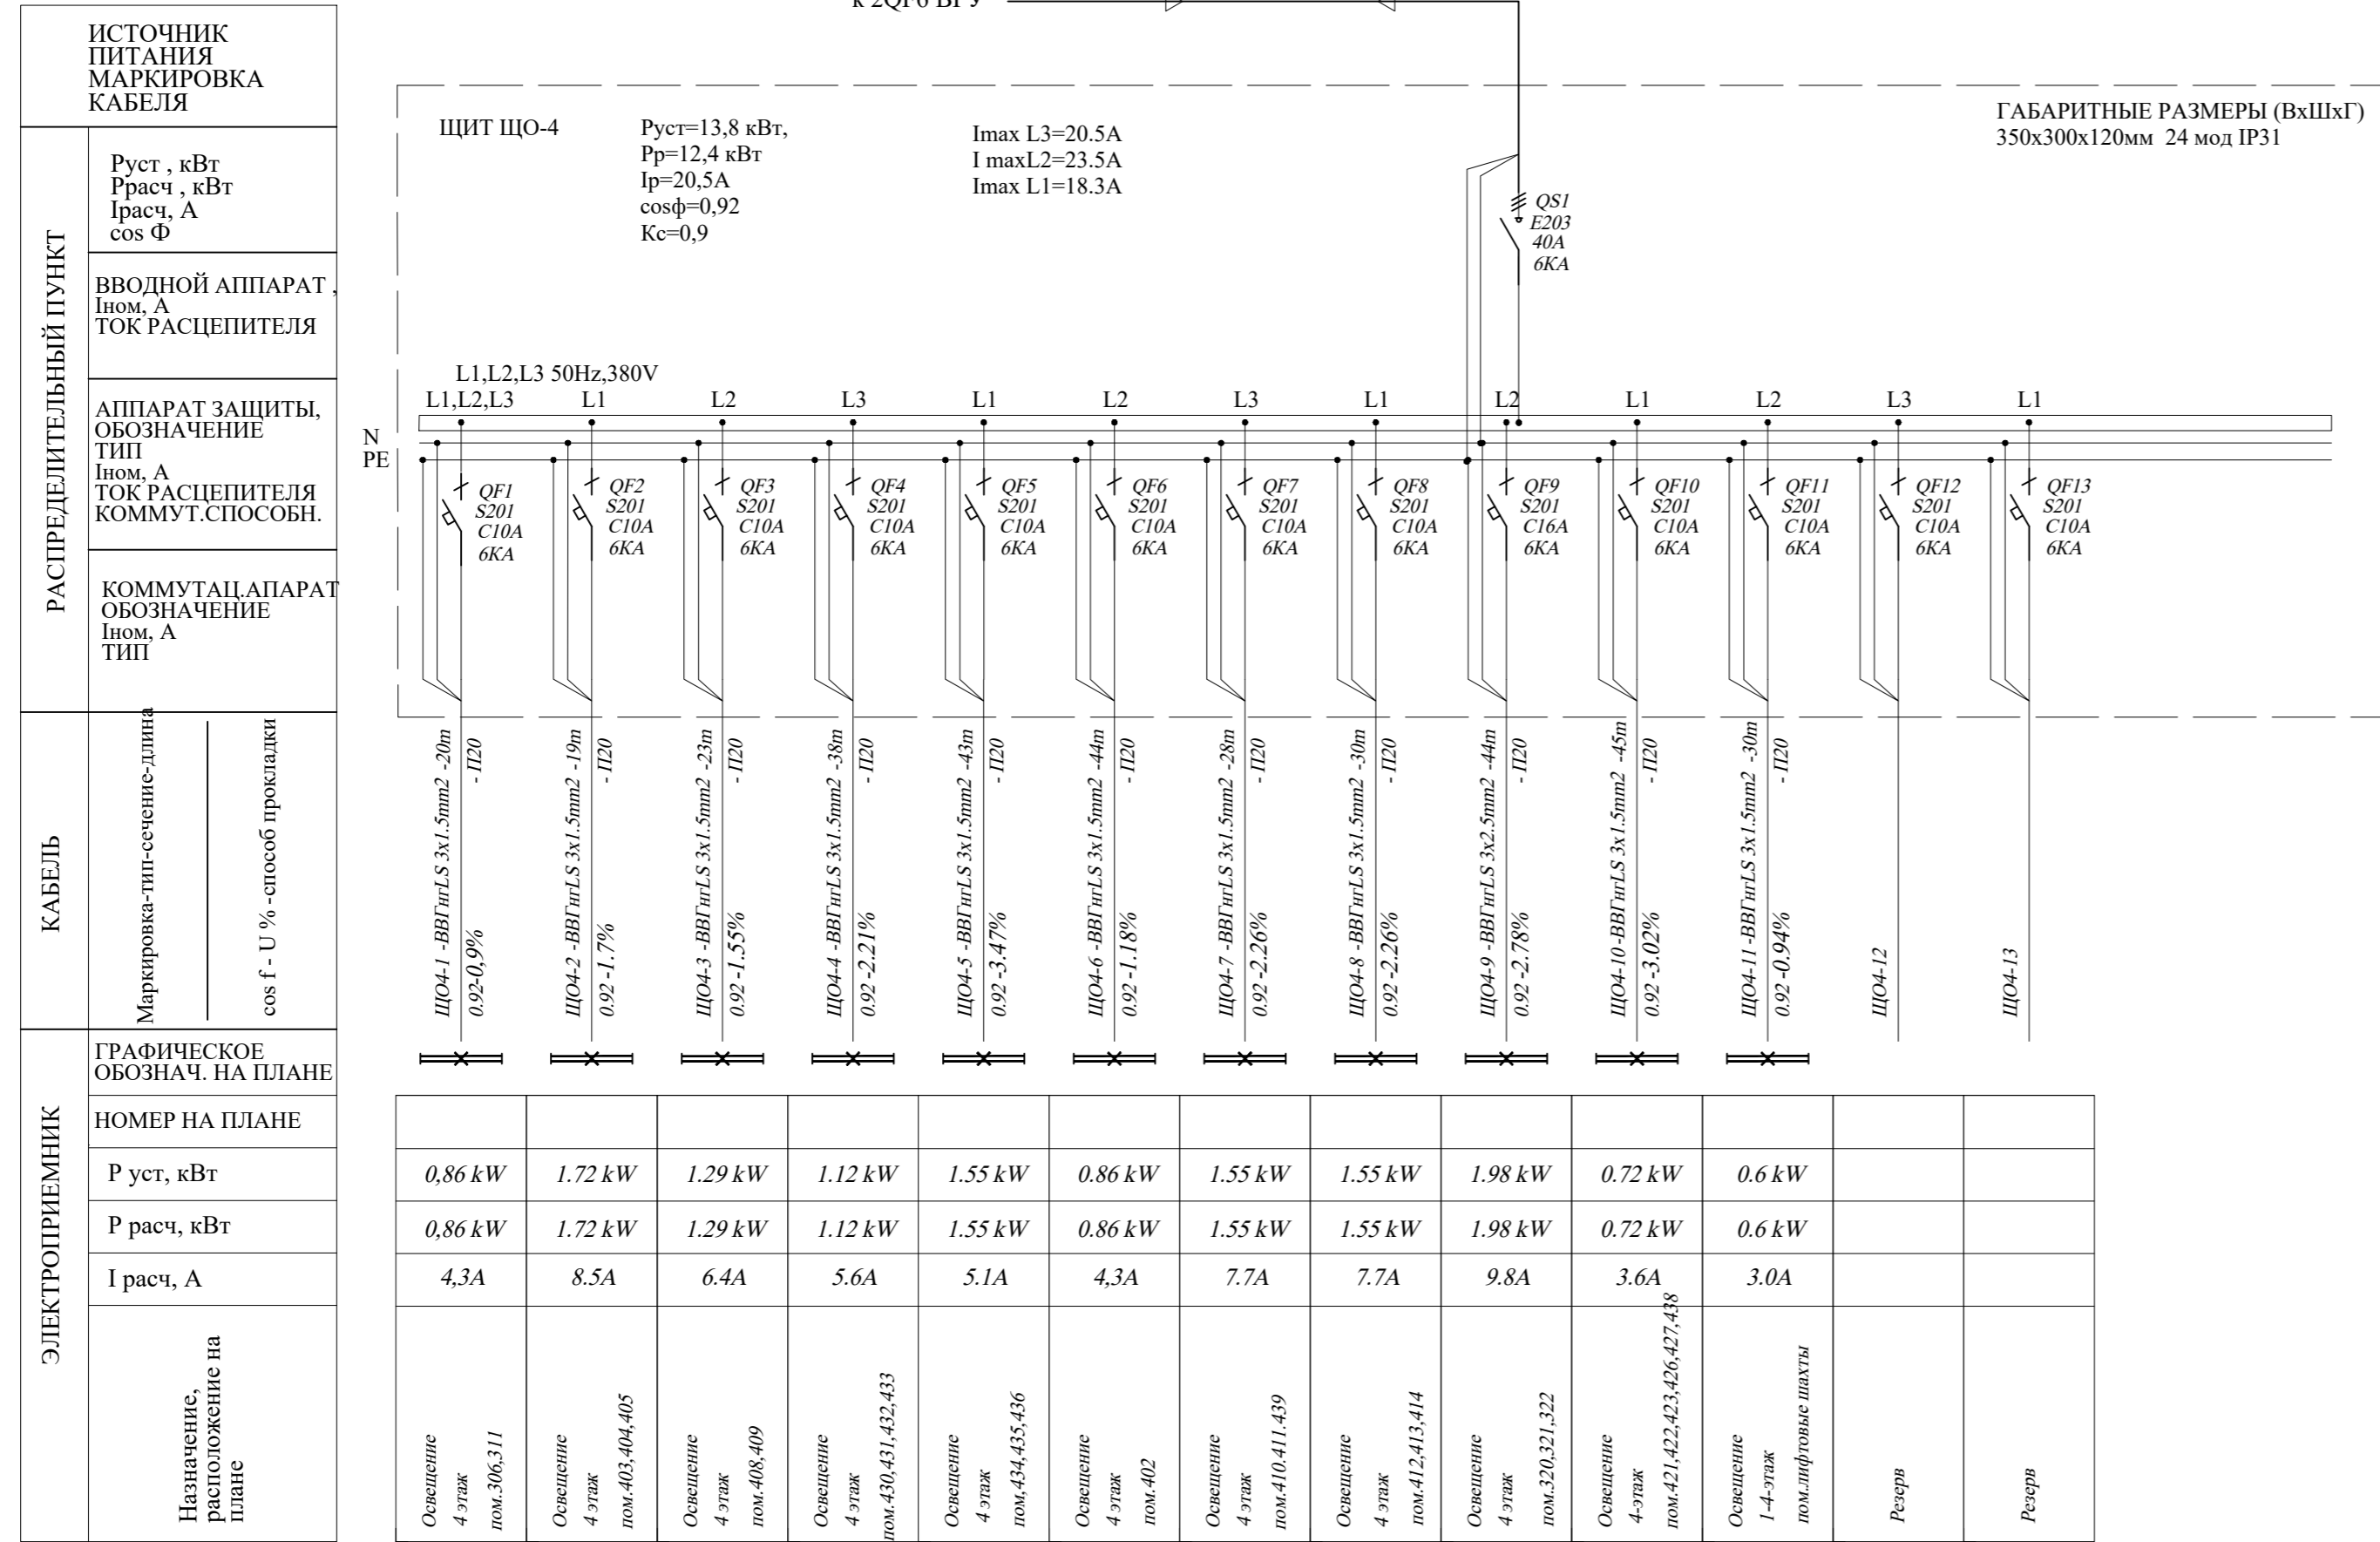 к 2QF6 ВРУ
ИСТОЧНИК
ПИТАНИЯ
МАРКИРОВКА
КАБЕЛЯ
РАСПРЕДЕЛИТЕЛЬНЫЙ ПУНКТ
Руст , кВт
Ррасч , кВт
Iрасч, А
cos Ф
ВВОДНОЙ АППАРАТ ,
Iном, А
ТОК РАСЦЕПИТЕЛЯ
АППАРАТ ЗАЩИТЫ,
ОБОЗНАЧЕНИЕ
ТИП
Iном, А
ТОК РАСЦЕПИТЕЛЯ
КОММУТ.СПОСОБН.
КОММУТАЦ.АПАРАТ
ОБОЗНАЧЕНИЕ
Iном, А
ТИП
ЩИТ ЩО-4
Руст=13,8 кВт,
Рр=12,4 кВт
Iр=20,5А
cosф=0,92
Кс=0,9
Imax L3=20.5A
I maxL2=23.5A
Imax L1=18.3A
ГАБАРИТНЫЕ РАЗМЕРЫ (ВхШхГ)
350х300х120мм 24 мод IP31
QS1
E203
40A
6KA
L1,L2,L3 50Hz,380V
L1,L2,L3 L1 L2 L3 L1 L2 L3 L1 L2 L1 L2 L3 L1
N
PE
QF1
S201
C10A
6KA
QF2
S201
C10A
6KA
QF3
S201
C10A
6KA
QF4
S201
C10A
6KA
QF5
S201
C10A
6KA
QF6
S201
C10A
6KA
QF7
S201
C10A
6KA
QF8
S201
C10A
6KA
QF9
S201
C16A
6KA
QF10
S201
C10A
6KA
QF11
S201
C10A
6KA
QF12
S201
C10A
6KA
QF13
S201
C10A
6KA
КАБЕЛЬ
Маркировка-тип-сечение-длина
cos f - U % -способ прокладки
ЩО4-1 -ВВГнгLS 3x1.5mm2 -20m
0.92-0,9% - П20
ЩО4-2 -ВВГнгLS 3x1.5mm2 -19m
0.92 -1.7% - П20
ЩО4-3 -ВВГнгLS 3x1.5mm2 -23m
0.92 -1.55% - П20
ЩО4-4 -ВВГнгLS 3x1.5mm2 -38m
0.92 -2.21% - П20
ЩО4-5 -ВВГнгLS 3x1.5mm2 -43m
0.92 -3.47% - П20
ЩО4-6 -ВВГнгLS 3x1.5mm2 -44m
0.92 -1.18% - П20
ЩО4-7 -ВВГнгLS 3x1.5mm2 -28m
0.92 -2.26% - П20
ЩО4-8 -ВВГнгLS 3x1.5mm2 -30m
0.92 -2.26% - П20
ЩО4-9 -ВВГнгLS 3x2.5mm2 -44m
0.92 -2.78% - П20
ЩО4-10-ВВГнгLS 3x1.5mm2 -45m
0.92 -3.02% - П20
ЩО4-11-ВВГнгLS 3x1.5mm2 -30m
0.92 -0.94% - П20
ЩО4-12
ЩО4-13
ЭЛЕКТРОПРИЕМНИК
ГРАФИЧЕСКОЕ
ОБОЗНАЧ. НА ПЛАНЕ
НОМЕР НА ПЛАНЕ
Р уст, кВт 0,86 kW 1.72 kW 1.29 kW 1.12 kW 1.55 kW 0.86 kW 1.55 kW 1.55 kW 1.98 kW 0.72 kW 0.6 kW
Р расч, кВт 0,86 kW 1.72 kW 1.29 kW 1.12 kW 1.55 kW 0.86 kW 1.55 kW 1.55 kW 1.98 kW 0.72 kW 0.6 kW
I расч, А 4,3A 8.5A 6.4A 5.6A 5.1A 4,3A 7.7A 7.7A 9.8A 3.6A 3.0A
Назначение,
расположение на
плане
Освещение
4 этаж
пом.306,311
Освещение
4 этаж
пом.403,404,405
Освещение
4 этаж
пом.408,409
Освещение
4 этаж
пом.430,431,432,433
Освещение
4 этаж
пом,434,435,436
Освещение
4 этаж
пом.402
Освещение
4 этаж
пом.410.411.439
Освещение
4 этаж
пом.412,413,414
Освещение
4 этаж
пом.320,321,322
Освещение
4-этаж
пом.421,422,423,426,427,438
Освещение
1-4-этаж
пом.лифтовые шахты
Резерв
Резерв